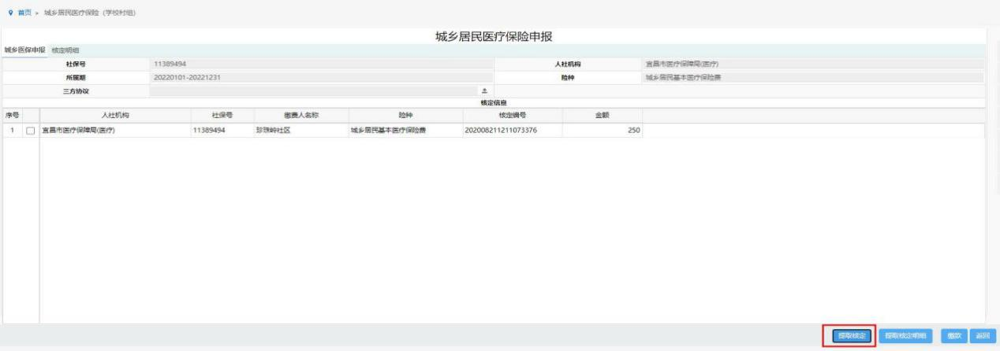 首页 > 城乡居民医疗保险（学校村组）
城乡居民医疗保险申报
城乡医保申报 核定明细
社保号 11389494 人社机构 宜昌市医疗保障局(医疗)
所属期 20220101-20221231 险种 城乡居民基本医疗保险费
三方协议
核定信息
序号 人社机构 社保号 缴费人名称 险种 核定编号 金额
1 宜昌市医疗保障局(医疗) 11389494 珍珠岭社区 城乡居民基本医疗保险费 202008211211073376 250
提取核定 提取核定明细 缴款 返回